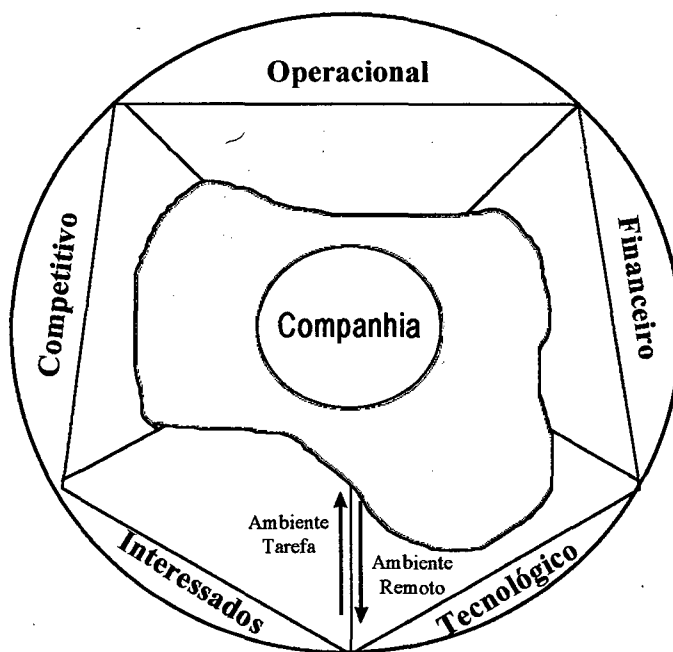 Operacional
Competitivo
Financeiro
Companhia
Ambiente
Tarefa
Ambiente
Remoto
Interessados
Tecnológico